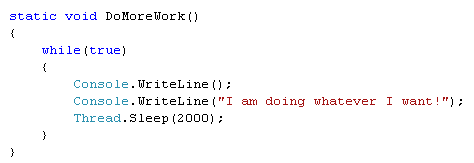 static void DoMoreWork()
{
    while(true)
    {
        Console.WriteLine();
        Console.WriteLine("I am doing whatever I want!");
        Thread.Sleep(2000);
    }
}